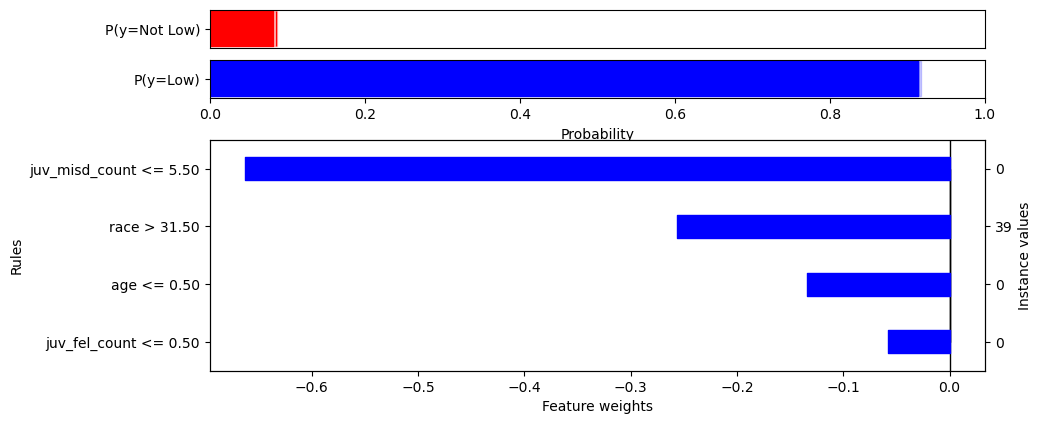 P(y=Not Low)
P(y=Low)
0.0 0.2 0.4 0.6 0.8 1.0
Probability
juv_misd_count <= 5.50 0
race > 31.50 39
age <= 0.50 0
juv_fel_count <= 0.50 0
Rules
Instance values
−0.6 −0.5 −0.4 −0.3 −0.2 −0.1 0.0
Feature weights